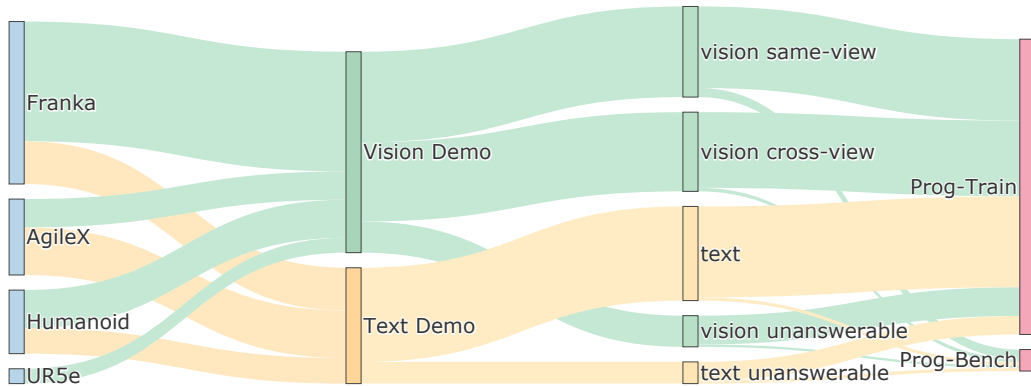 Franka
AgileX
Humanoid
UR5e
Vision Demo
Text Demo
vision same-view
vision cross-view
text
vision unanswerable
text unanswerable
Prog-Train
Prog-Bench